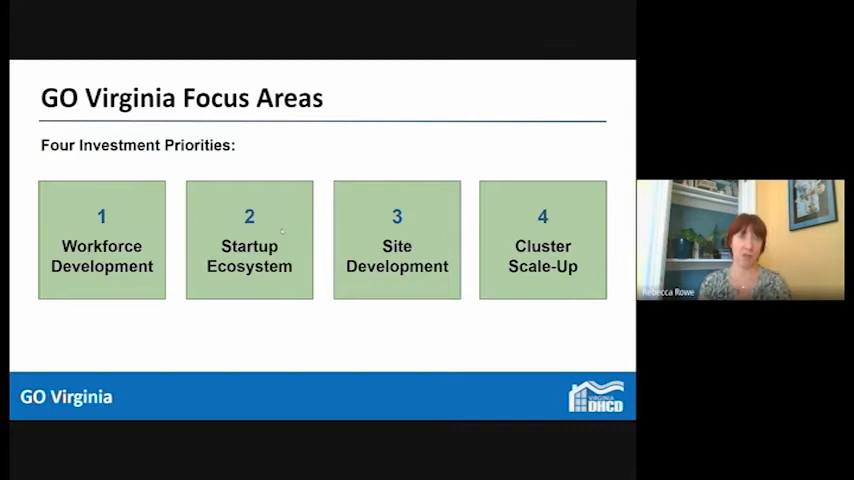 GO Virginia Focus Areas
Four Investment Priorities:
1
Workforce
Development
2
Startup
Ecosystem
3
Site
Development
4
Cluster
Scale-Up
Rebecca Rowe
GO Virginia
VIRGINIA
DHCD